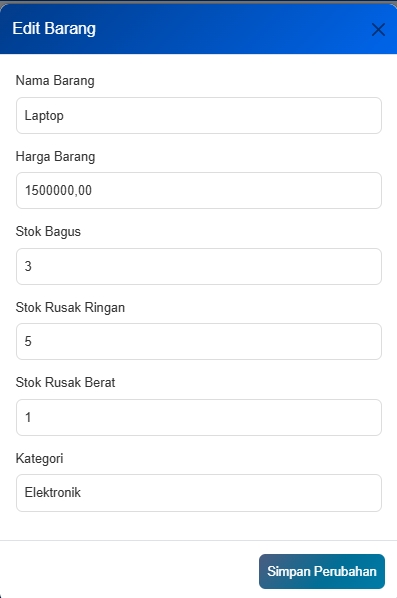 Edit Barang
Nama Barang
Laptop
Harga Barang
1500000,00
Stok Bagus
3
Stok Rusak Ringan
5
Stok Rusak Berat
1
Kategori
Elektronik
Simpan Perubahan